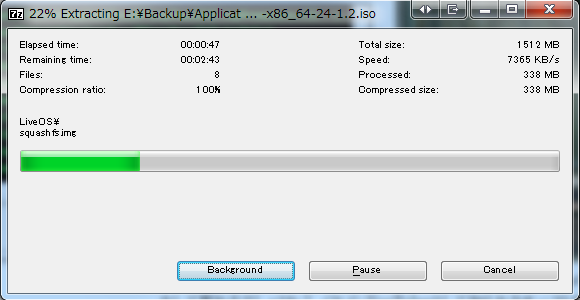 7z 22% Extracting E:¥Backup¥Applicat ... -x86_64-24-1.2.iso
Elapsed time: 00:00:47 Total size: 1512 MB
Remaining time: 00:02:43 Speed: 7365 KB/s
Files: 8 Processed: 338 MB
Compression ratio: 100% Compressed size: 338 MB
LiveOS¥
squashfs.img
Background Pause Cancel